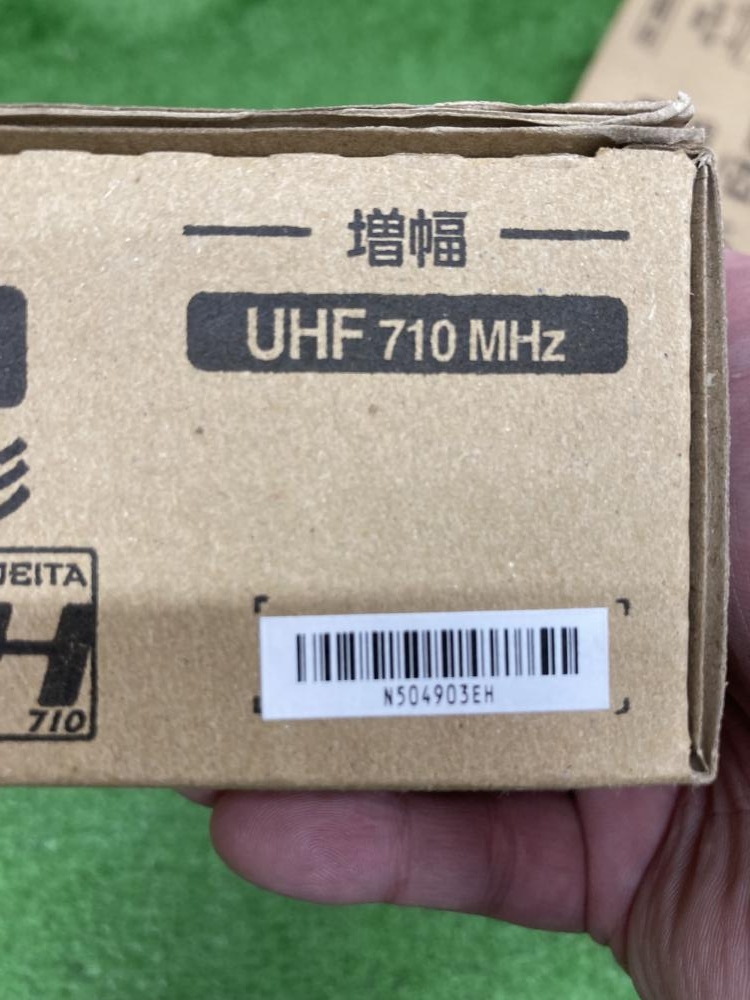 増幅
UHF 710 MHz
JEITA
H
710
N504903EH